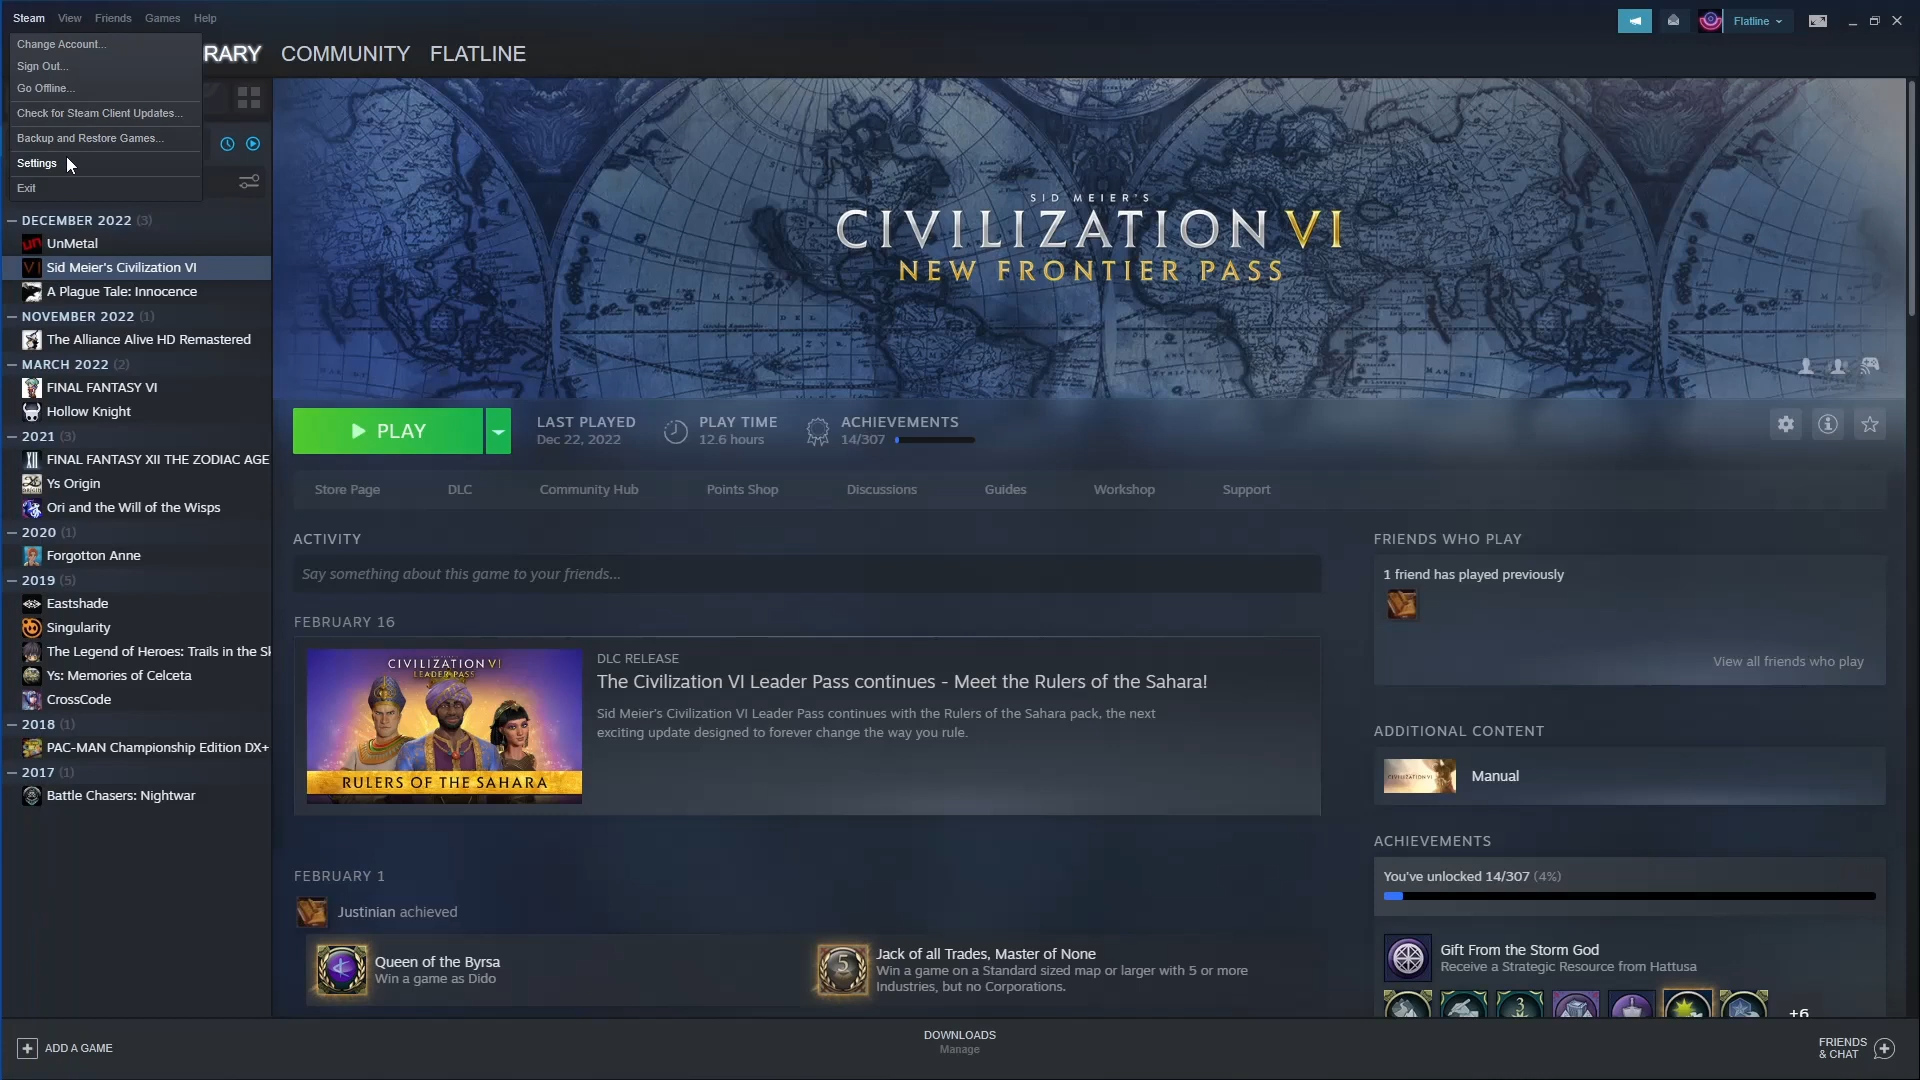 Steam View Friends Games Help
Flatline
Change Account...
Sign Out...
Go Offline...
Check for Steam Client Updates...
Backup and Restore Games...
Settings
Exit
RARY COMMUNITY FLATLINE
DECEMBER 2022 (3)
UnMetal
Sid Meier's Civilization VI
A Plague Tale: Innocence
NOVEMBER 2022 (1)
The Alliance Alive HD Remastered
MARCH 2022 (2)
FINAL FANTASY VI
Hollow Knight
2021 (3)
FINAL FANTASY XII THE ZODIAC AGE
Ys Origin
Ori and the Will of the Wisps
2020 (1)
Forgotton Anne
2019 (5)
Eastshade
Singularity
The Legend of Heroes: Trails in the Sk
Ys: Memories of Celceta
CrossCode
2018 (1)
PAC-MAN Championship Edition DX+
2017 (1)
Battle Chasers: Nightwar
SID MEIER'S
CIVILIZATION VI
NEW FRONTIER PASS
PLAY
LAST PLAYED
Dec 22, 2022
PLAY TIME
12.6 hours
ACHIEVEMENTS
14/307
Store Page DLC Community Hub Points Shop Discussions Guides Workshop Support
ACTIVITY
Say something about this game to your friends...
FEBRUARY 16
CIVILIZATION VI
LEADER PASS
RULERS OF THE SAHARA
DLC RELEASE
The Civilization VI Leader Pass continues - Meet the Rulers of the Sahara!
Sid Meier's Civilization VI Leader Pass continues with the Rulers of the Sahara pack, the next
exciting update designed to forever change the way you rule.
FEBRUARY 1
Justinian achieved
Queen of the Byrsa
Win a game as Dido
5
Jack of all Trades, Master of None
Win a game on a Standard sized map or larger with 5 or more
Industries, but no Corporations.
FRIENDS WHO PLAY
1 friend has played previously
View all friends who play
ADDITIONAL CONTENT
Manual
ACHIEVEMENTS
You've unlocked 14/307 (4%)
Gift From the Storm God
Receive a Strategic Resource from Hattusa
3
+6
ADD A GAME
DOWNLOADS
Manage
FRIENDS
& CHAT